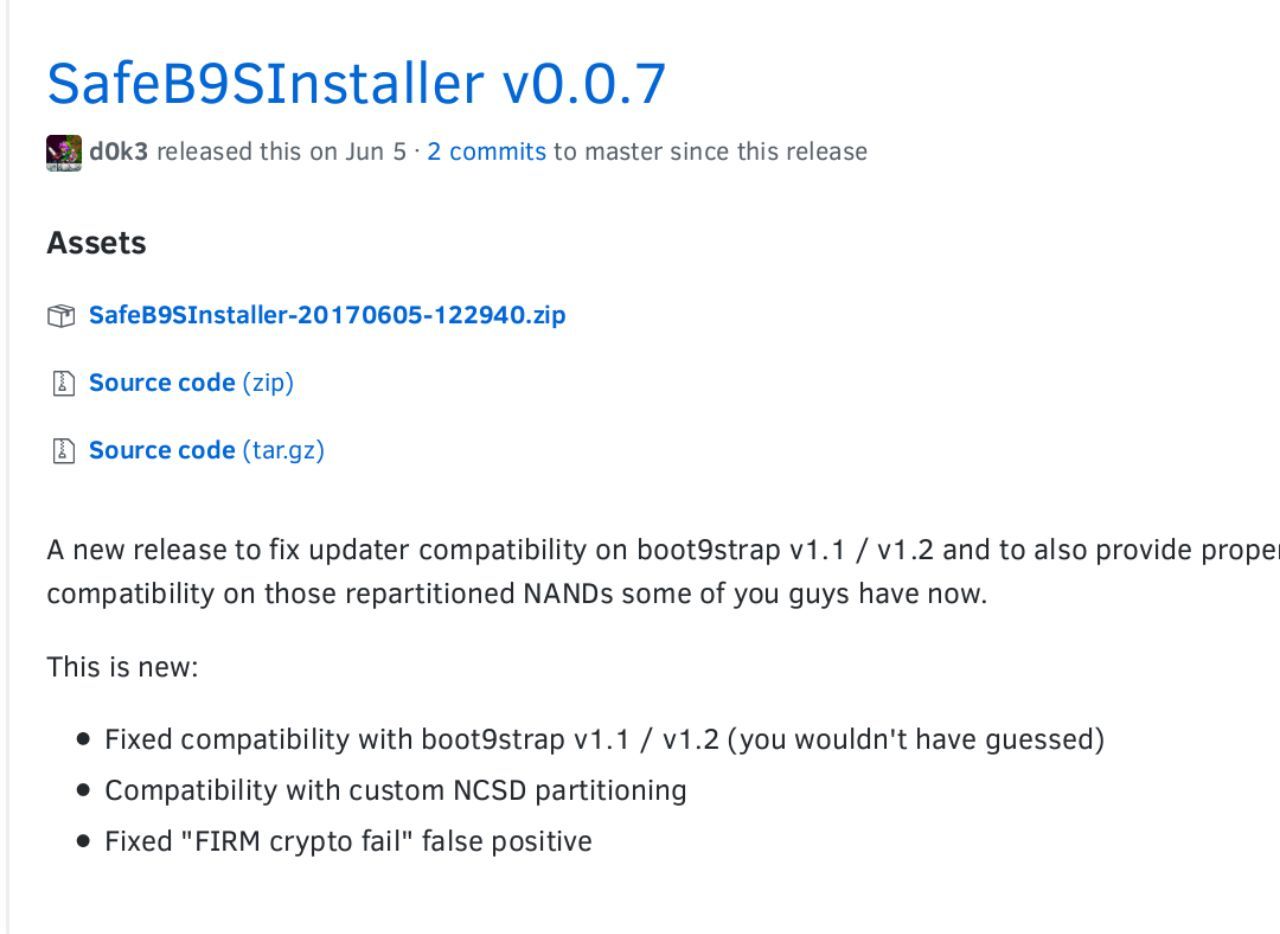 SafeB9SInstaller v0.0.7
d0k3 released this on Jun 5 · 2 commits to master since this release
Assets
SafeB9SInstaller-20170605-122940.zip
Source code (zip)
Source code (tar.gz)
A new release to fix updater compatibility on boot9strap v1.1 / v1.2 and to also provide proper
compatibility on those repartitioned NANDs some of you guys have now.
This is new:
• Fixed compatibility with boot9strap v1.1 / v1.2 (you wouldn't have guessed)
• Compatibility with custom NCSD partitioning
• Fixed "FIRM crypto fail" false positive